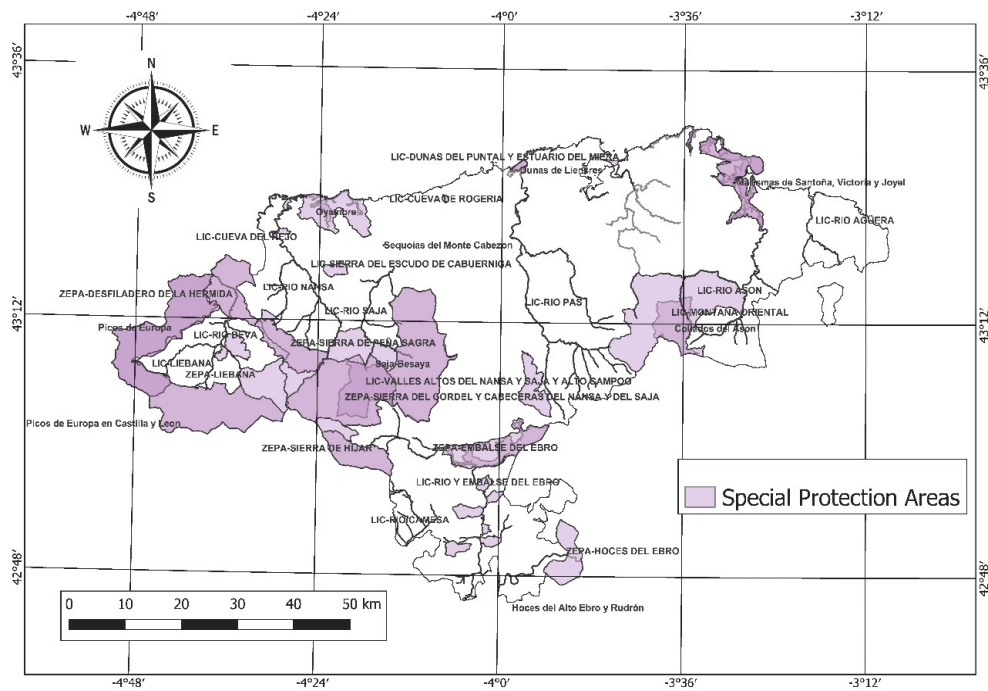 -4°48' -4°24' -4°0' -3°36' -3°12'
43°36' 43°36'
N
W E
S
LIC-DUNAS DEL PUNTAL Y ESTUARIO DEL MIERA
Dunas de Liencres
Marismas de Santoña, Victoria y Joyel
LIC-CUEVA DE ROGERIA
Oyambre
LIC-RIO AGUERA
LIC-CUEVA DEL REJO
Sequoias del Monte Cabezon
LIC-SIERRA DEL ESCUDO DE CABUERNIGA
LIC-RIO NANSA
LIC-RIO ASON
ZEPA-DESFILADERO DE LA HERMIDA
LIC-RIO PAS
LIC-RIO SAJA
LIC-MONTAÑA ORIENTAL
43°12' 43°12'
Picos de Europa
Collados del Ason
LIC-RIO DEVA
ZEPA-SIERRA DE PEÑA SAGRA
LIC-LIEBANA
Saja-Besaya
ZEPA-LIEBANA
LIC-VALLES ALTOS DEL NANSA Y SAJA Y ALTO CAMPOO
ZEPA-SIERRA DEL CORDEL Y CABECERAS DEL NANSA Y DEL SAJA
Picos de Europa en Castilla y Leon
ZEPA-SIERRA DE HIJAR
ZEPA-EMBALSE DEL EBRO
LIC-RIO Y EMBALSE DEL EBRO
Special Protection Areas
LIC-RIO CAMESA
ZEPA-HOCES DEL EBRO
42°48' 42°48'
Hoces del Alto Ebro y Rudrón
0 10 20 30 40 50 km
-4°48' -4°24' -4°0' -3°36' -3°12'